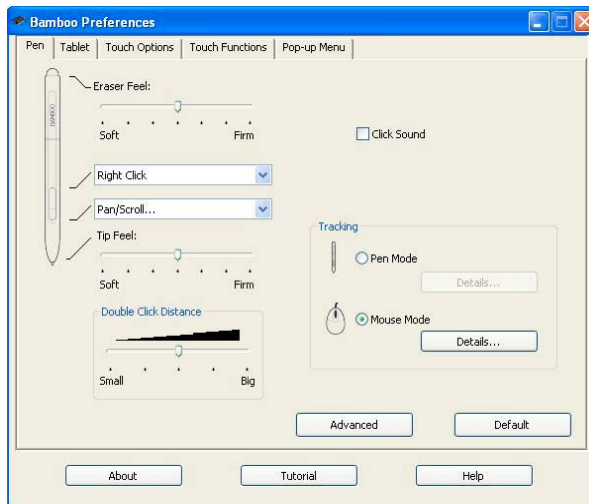 Bamboo Preferences
Pen Tablet Touch Options Touch Functions Pop-up Menu
Eraser Feel:
Soft Firm
Click Sound
BAMBOO
Right Click
Pan/Scroll...
Tip Feel:
Soft Firm
Tracking
Pen Mode
Details...
Mouse Mode
Details...
Double Click Distance
Small Big
Advanced Default
About Tutorial Help